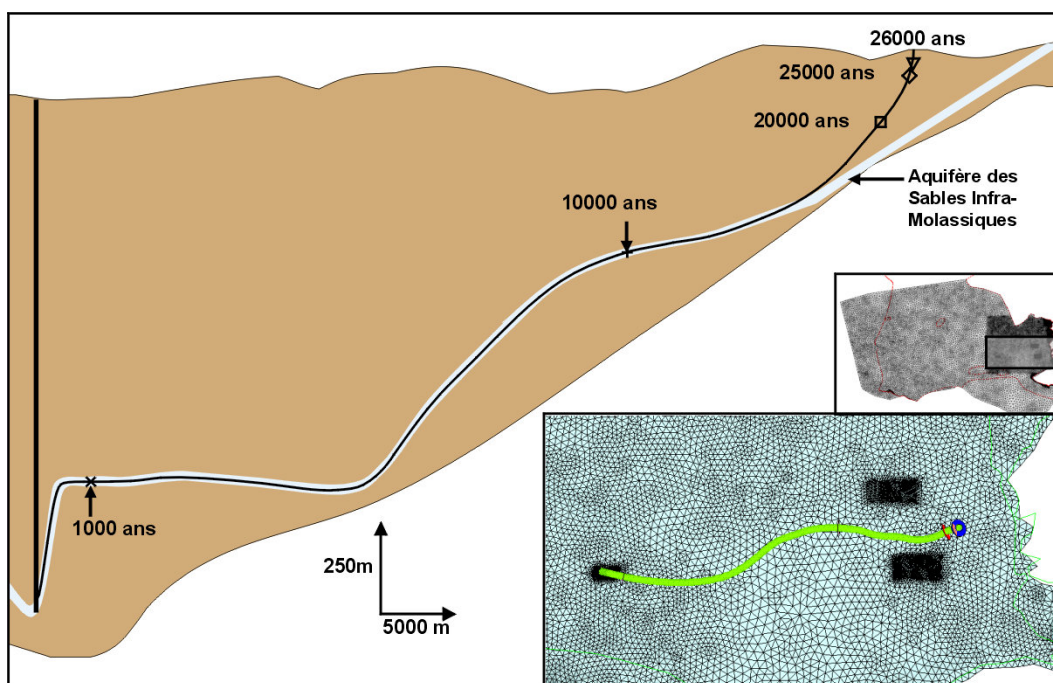 26000 ans
25000 ans
20000 ans
Aquifère des
Sables Infra-
Molassiques
10000 ans
1000 ans
250m
5000 m